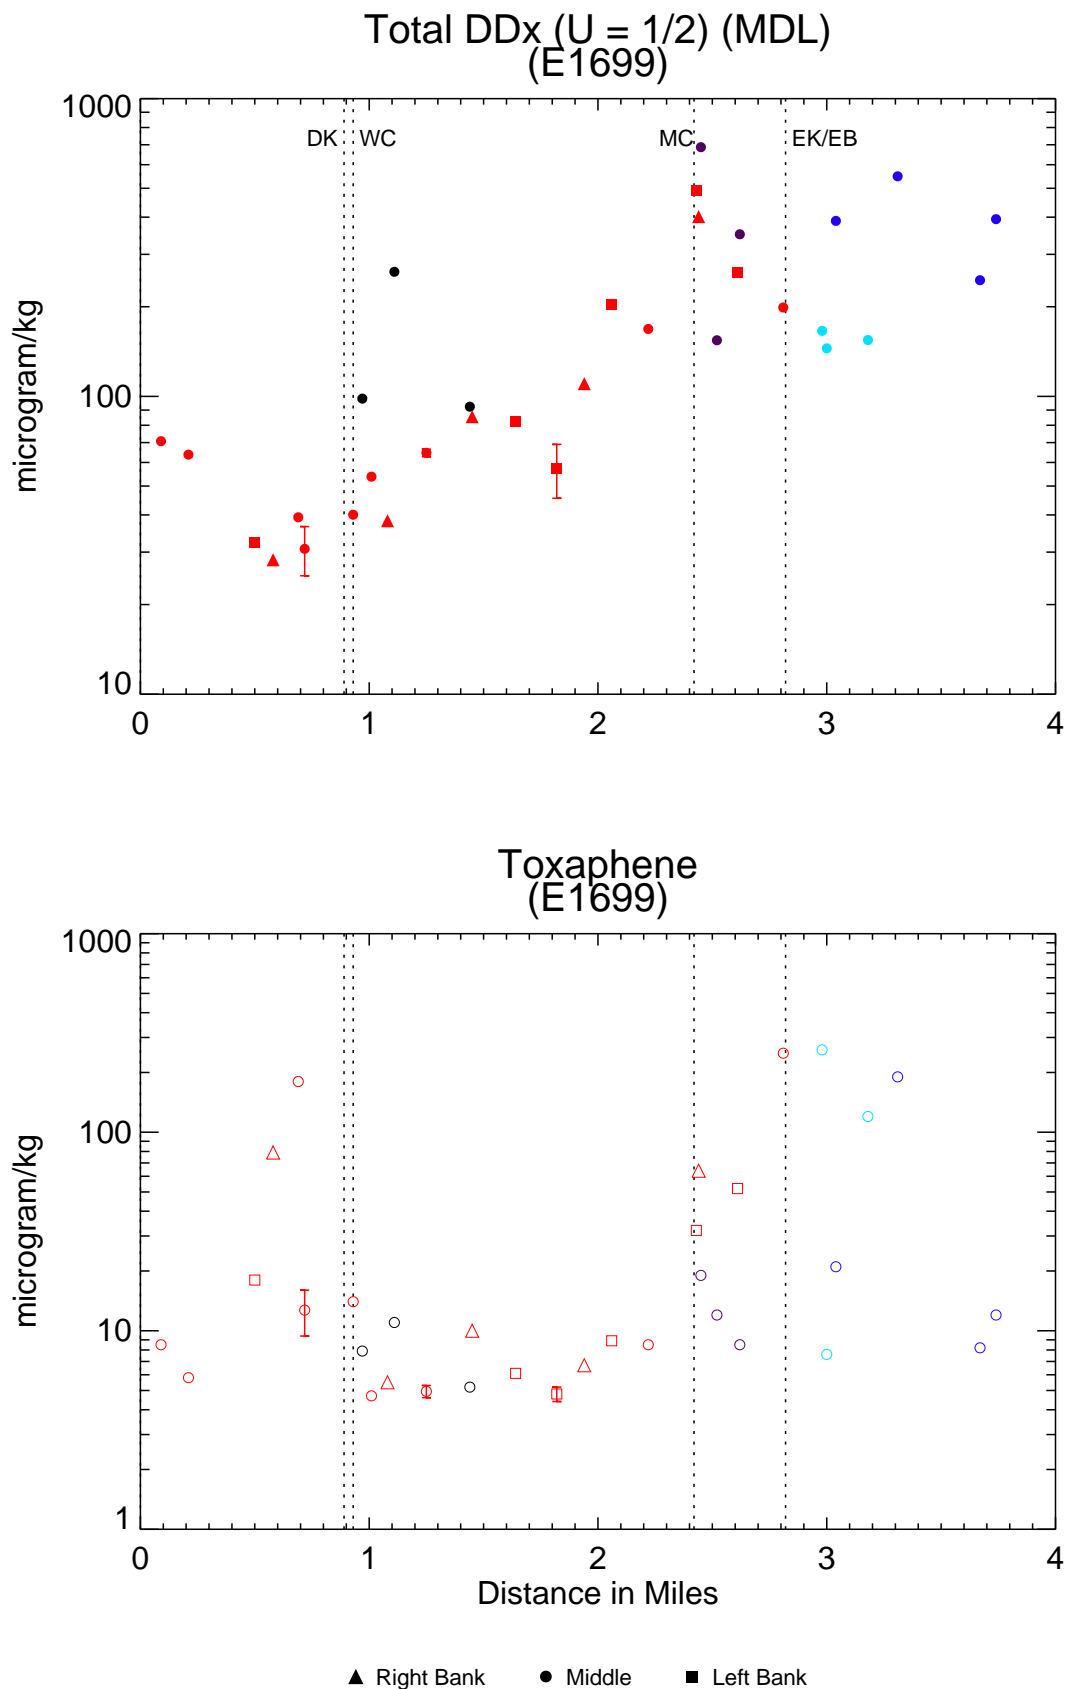 Total DDx (U = 1/2) (MDL)
(E1699)
1000
DK
WC
MC
EK/EB
100
microgram/kg
10
0 1 2 3 4
Toxaphene
(E1699)
1000
100
microgram/kg
10
1
0 1 2 3 4
Distance in Miles
Right Bank Middle Left Bank